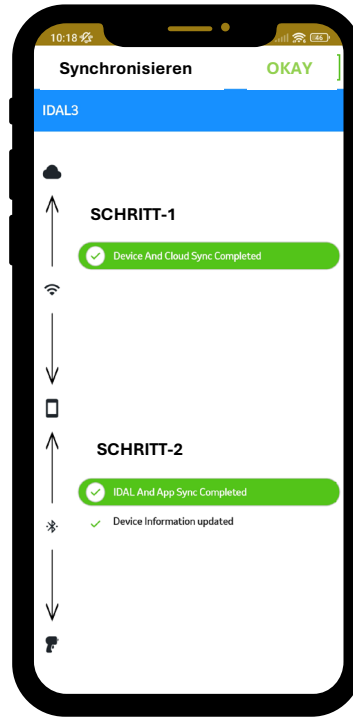 10:18
46
Synchronisieren
OKAY
IDAL3
SCHRITT-1
Device And Cloud Sync Completed
SCHRITT-2
IDAL And App Sync Completed
Device Information updated